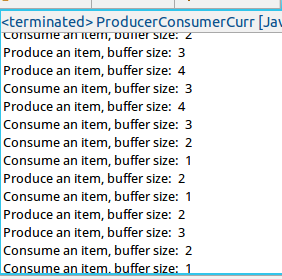 <terminated> ProducerConsumerCurr [Jav
Consume an item, buffer size: 2
Produce an item, buffer size: 3
Produce an item, buffer size: 4
Consume an item, buffer size: 3
Produce an item, buffer size: 4
Consume an item, buffer size: 3
Consume an item, buffer size: 2
Consume an item, buffer size: 1
Produce an item, buffer size: 2
Consume an item, buffer size: 1
Produce an item, buffer size: 2
Produce an item, buffer size: 3
Consume an item, buffer size: 2
Consume an item, buffer size: 1